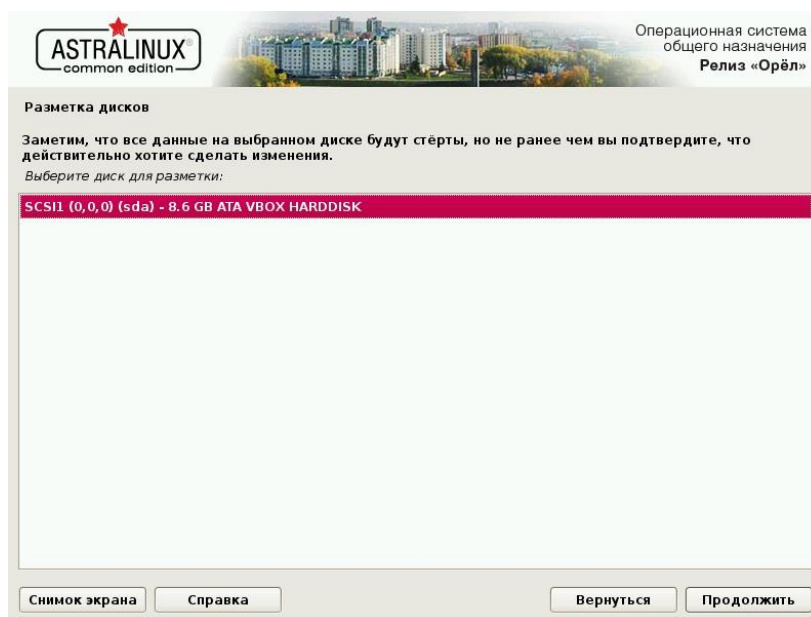 ASTRALINUX®
common edition
Операционная система
общего назначения
Релиз «Орёл»
Разметка дисков
Заметим, что все данные на выбранном диске будут стёрты, но не ранее чем вы подтвердите, что
действительно хотите сделать изменения.
Выберите диск для разметки:
SCSI1 (0,0,0) (sda) - 8.6 GB ATA VBOX HARDDISK
Снимок экрана
Справка
Вернуться
Продолжить